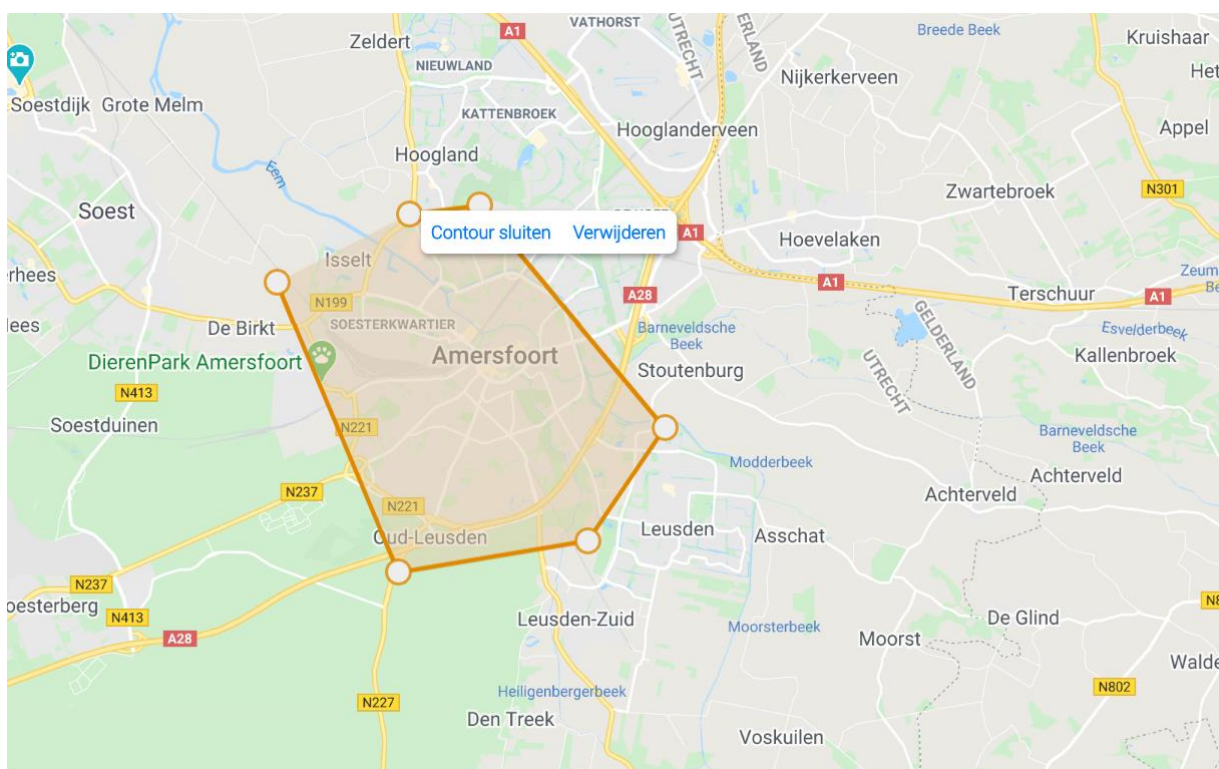 VATHORST
A1
UTRECHT
ERLAND
Breede Beek
Kruishaar
Zeldert
NIEUWLAND
Nijkerkerveen
Het
Soestdijk
Grote Melm
KATTENBROEK
Hooglanderveen
Appel
Hoogland
Eem
Zwartebroek
N301
Soest
Contour sluiten Verwijderen
A1
Hoevelaken
Isselt
rhees
A1
Terschuur
A1
Zeum
Be
N199
A28
GELDERLAND
UTRECHT
De Birkt
SOESTERKWARTIER
Barneveldsche
Beek
Esvelderbeek
ees
DierenPark Amersfoort
Amersfoort
Stoutenburg
Kallenbroek
N413
Soestduinen
N221
Barneveldsche
Beek
Modderbeek
Achterveld
N237
N221
Achterveld
Oud-Leusden
Leusden
Asschat
N237
oesterberg
N413
A28
Leusden-Zuid
Moorsterbeek
Moorst
De Glind
N8
Walde
N802
N227
Heiligenbergerbeek
Den Treek
Voskuilen